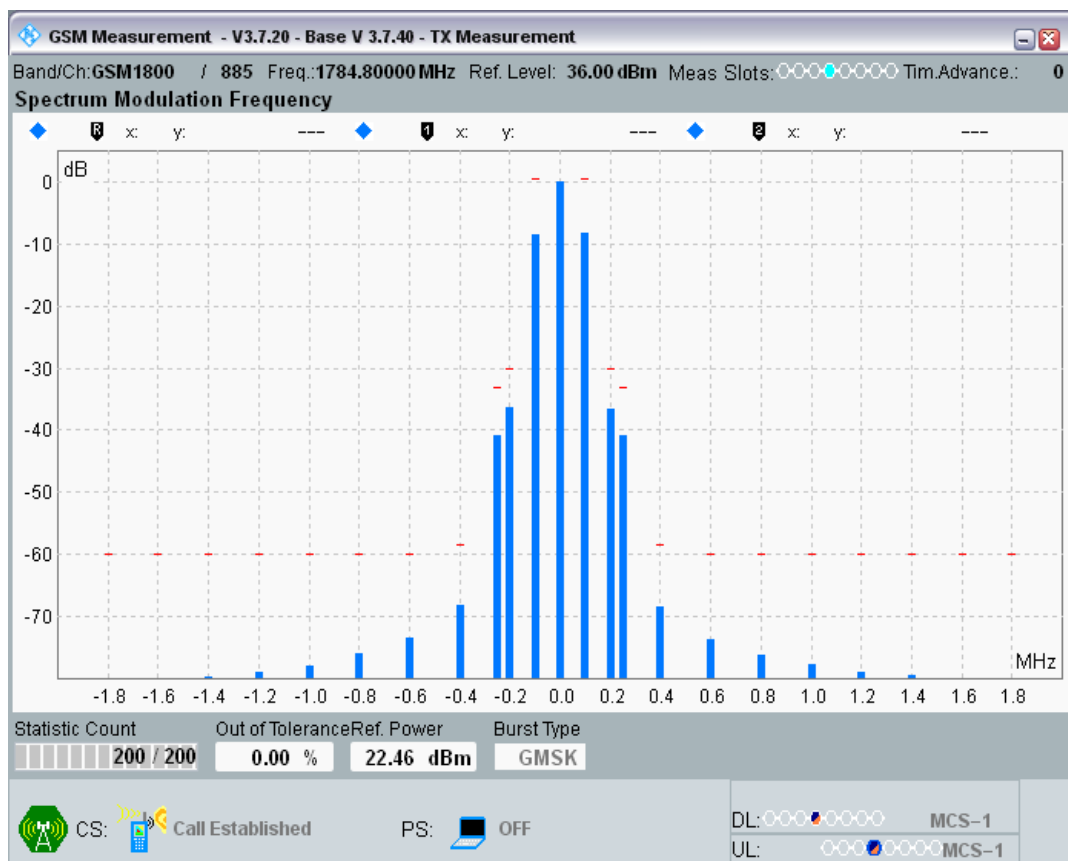 GSM Measurement - V3.7.20 - Base V 3.7.40 - TX Measurement
Band/Ch:GSM1800 / 885 Freq.:1784.80000 MHz Ref. Level: 36.00 dBm Meas Slots: Tim.Advance.: 0
Spectrum Modulation Frequency
R x: y: --- 1 x: y: --- 2 x: y: ---
dB
0
-10
-20
-30
-40
-50
-60
-70
MHz
-1.8 -1.6 -1.4 -1.2 -1.0 -0.8 -0.6 -0.4 -0.2 0.0 0.2 0.4 0.6 0.8 1.0 1.2 1.4 1.6 1.8
Statistic Count Out of Tolerance Ref. Power Burst Type
200 / 200 0.00 % 22.46 dBm GMSK
CS: Call Established PS: OFF
DL: MCS-1
UL: MCS-1